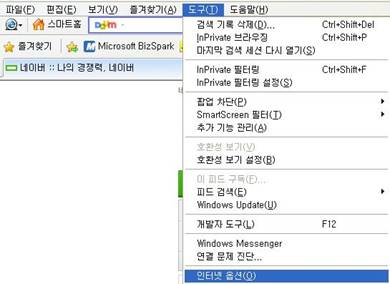 파일(F) 편집(E) 보기(V) 즐겨찾기(A) 도구(T) 도움말(H)
스마트홈 Daum
즐겨찾기 Microsoft BizSpark
네이버 :: 나의 경쟁력, 네이버
검색 기록 삭제(D)... Ctrl+Shift+Del
InPrivate 브라우징 Ctrl+Shift+P
마지막 검색 세션 다시 열기(S)
InPrivate 필터링 Ctrl+Shift+F
InPrivate 필터링 설정(S)
팝업 차단(P)
SmartScreen 필터(T)
추가 기능 관리(A)
호환성 보기(V)
호환성 보기 설정(B)
이 피드 구독(F)...
피드 검색(E)
Windows Update(U)
개발자 도구(L) F12
Windows Messenger
연결 문제 진단...
인터넷 옵션(O)